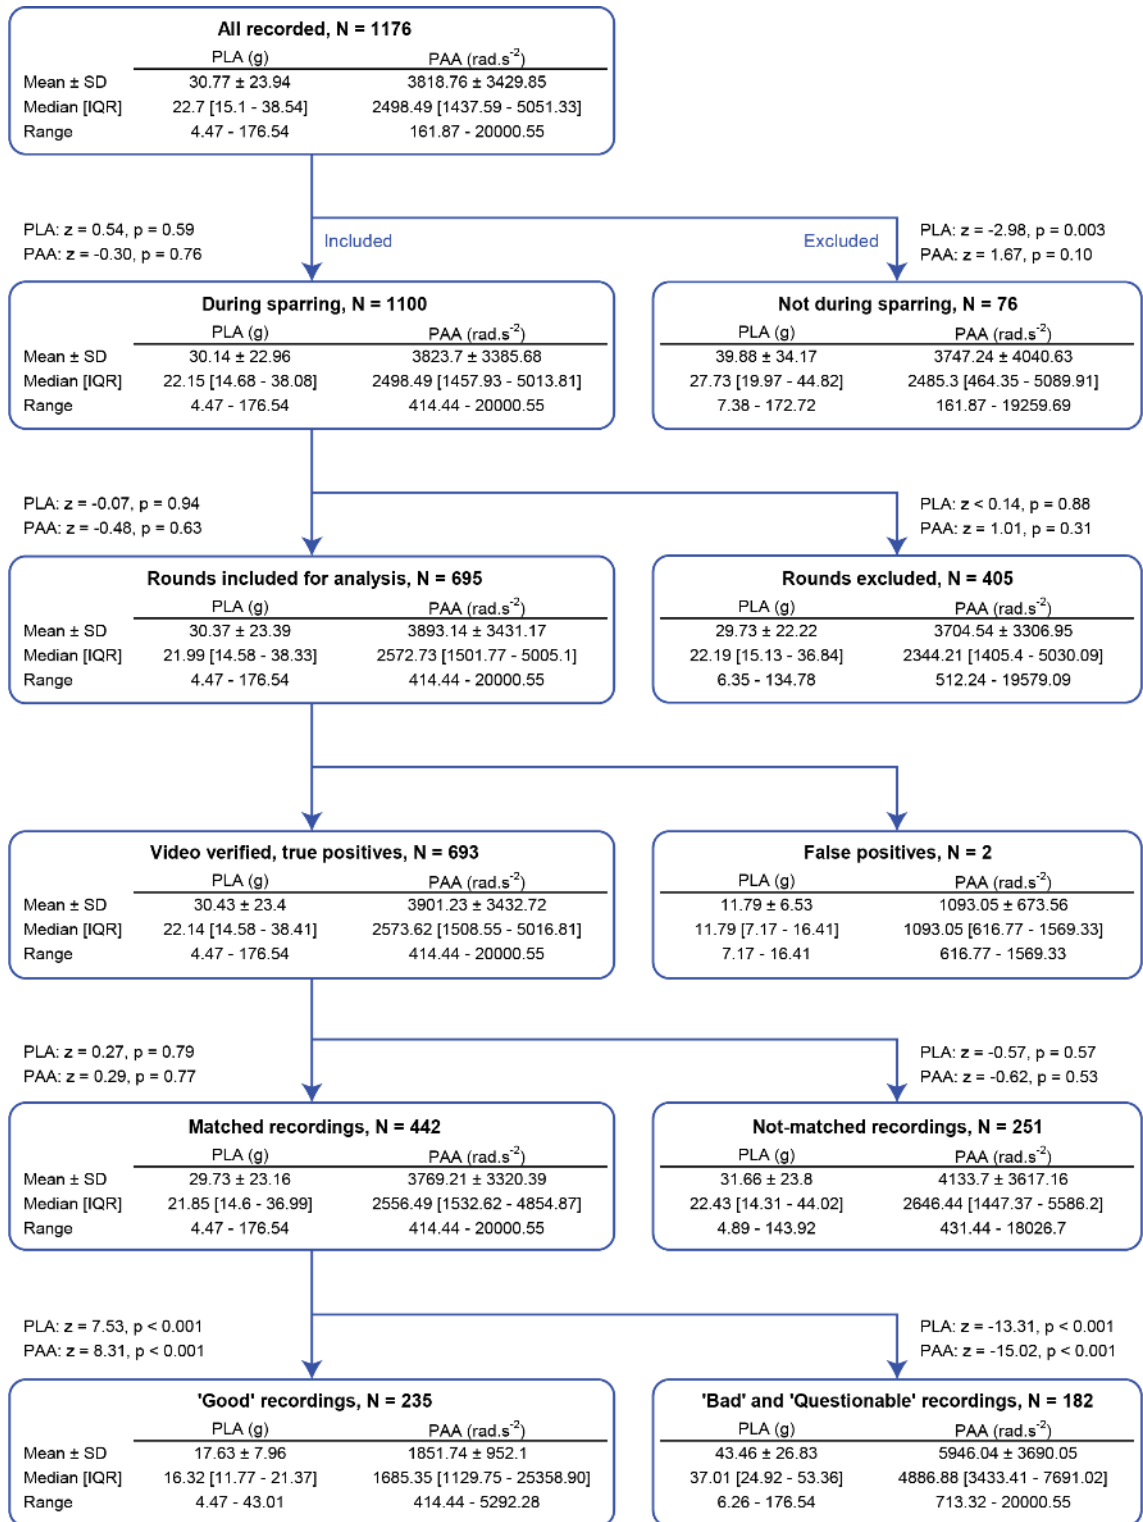 All recorded, N = 1176
PLA (g) PAA (rad.s⁻²)
Mean ± SD 30.77 ± 23.94 3818.76 ± 3429.85
Median [IQR] 22.7 [15.1 - 38.54] 2498.49 [1437.59 - 5051.33]
Range 4.47 - 176.54 161.87 - 20000.55
PLA: z = 0.54, p = 0.59
PAA: z = -0.30, p = 0.76
Included
Excluded
PLA: z = -2.98, p = 0.003
PAA: z = 1.67, p = 0.10
During sparring, N = 1100
PLA (g) PAA (rad.s⁻²)
Mean ± SD 30.14 ± 22.96 3823.7 ± 3385.68
Median [IQR] 22.15 [14.68 - 38.08] 2498.49 [1457.93 - 5013.81]
Range 4.47 - 176.54 414.44 - 20000.55
Not during sparring, N = 76
PLA (g) PAA (rad.s⁻²)
39.88 ± 34.17 3747.24 ± 4040.63
27.73 [19.97 - 44.82] 2485.3 [464.35 - 5089.91]
7.38 - 172.72 161.87 - 19259.69
PLA: z = -0.07, p = 0.94
PAA: z = -0.48, p = 0.63
PLA: z < 0.14, p = 0.88
PAA: z = 1.01, p = 0.31
Rounds included for analysis, N = 695
PLA (g) PAA (rad.s⁻²)
Mean ± SD 30.37 ± 23.39 3893.14 ± 3431.17
Median [IQR] 21.99 [14.58 - 38.33] 2572.73 [1501.77 - 5005.1]
Range 4.47 - 176.54 414.44 - 20000.55
Rounds excluded, N = 405
PLA (g) PAA (rad.s⁻²)
29.73 ± 22.22 3704.54 ± 3306.95
22.19 [15.13 - 36.84] 2344.21 [1405.4 - 5030.09]
6.35 - 134.78 512.24 - 19579.09
Video verified, true positives, N = 693
PLA (g) PAA (rad.s⁻²)
Mean ± SD 30.43 ± 23.4 3901.23 ± 3432.72
Median [IQR] 22.14 [14.58 - 38.41] 2573.62 [1508.55 - 5016.81]
Range 4.47 - 176.54 414.44 - 20000.55
False positives, N = 2
PLA (g) PAA (rad.s⁻²)
11.79 ± 6.53 1093.05 ± 673.56
11.79 [7.17 - 16.41] 1093.05 [616.77 - 1569.33]
7.17 - 16.41 616.77 - 1569.33
PLA: z = 0.27, p = 0.79
PAA: z = 0.29, p = 0.77
PLA: z = -0.57, p = 0.57
PAA: z = -0.62, p = 0.53
Matched recordings, N = 442
PLA (g) PAA (rad.s⁻²)
Mean ± SD 29.73 ± 23.16 3769.21 ± 3320.39
Median [IQR] 21.85 [14.6 - 36.99] 2556.49 [1532.62 - 4854.87]
Range 4.47 - 176.54 414.44 - 20000.55
Not-matched recordings, N = 251
PLA (g) PAA (rad.s⁻²)
31.66 ± 23.8 4133.7 ± 3617.16
22.43 [14.31 - 44.02] 2646.44 [1447.37 - 5586.2]
4.89 - 143.92 431.44 - 18026.7
PLA: z = 7.53, p < 0.001
PAA: z = 8.31, p < 0.001
PLA: z = -13.31, p < 0.001
PAA: z = -15.02, p < 0.001
'Good' recordings, N = 235
PLA (g) PAA (rad.s⁻²)
Mean ± SD 17.63 ± 7.96 1851.74 ± 952.1
Median [IQR] 16.32 [11.77 - 21.37] 1685.35 [1129.75 - 25358.90]
Range 4.47 - 43.01 414.44 - 5292.28
'Bad' and 'Questionable' recordings, N = 182
PLA (g) PAA (rad.s⁻²)
43.46 ± 26.83 5946.04 ± 3690.05
37.01 [24.92 - 53.36] 4886.88 [3433.41 - 7691.02]
6.26 - 176.54 713.32 - 20000.55